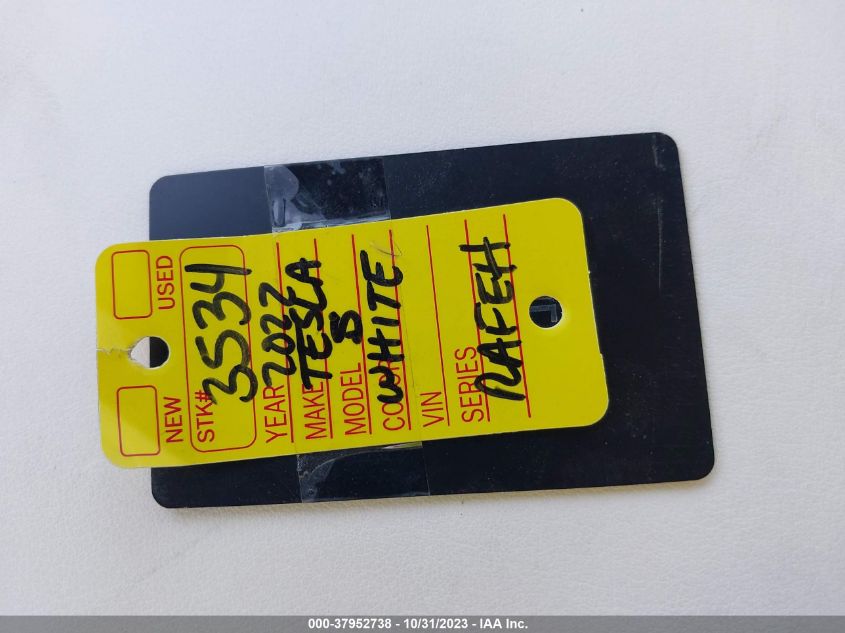 NEW USED
STK# 3534
YEAR 2022
MAKE TESLA
MODEL S
COLOR WHITE
VIN
SERIES RAFEH
000-37952738 - 10/31/2023 - IAA Inc.